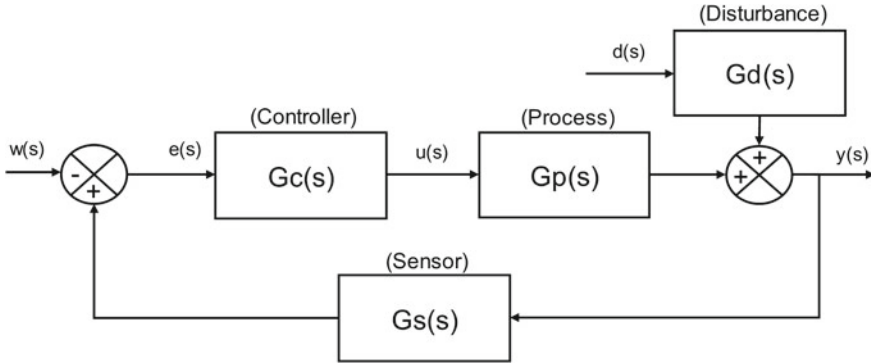 (Disturbance)
d(s)
Gd(s)
(Controller)
(Process)
w(s)
-
+
e(s)
Gc(s)
u(s)
Gp(s)
+
+
y(s)
(Sensor)
Gs(s)